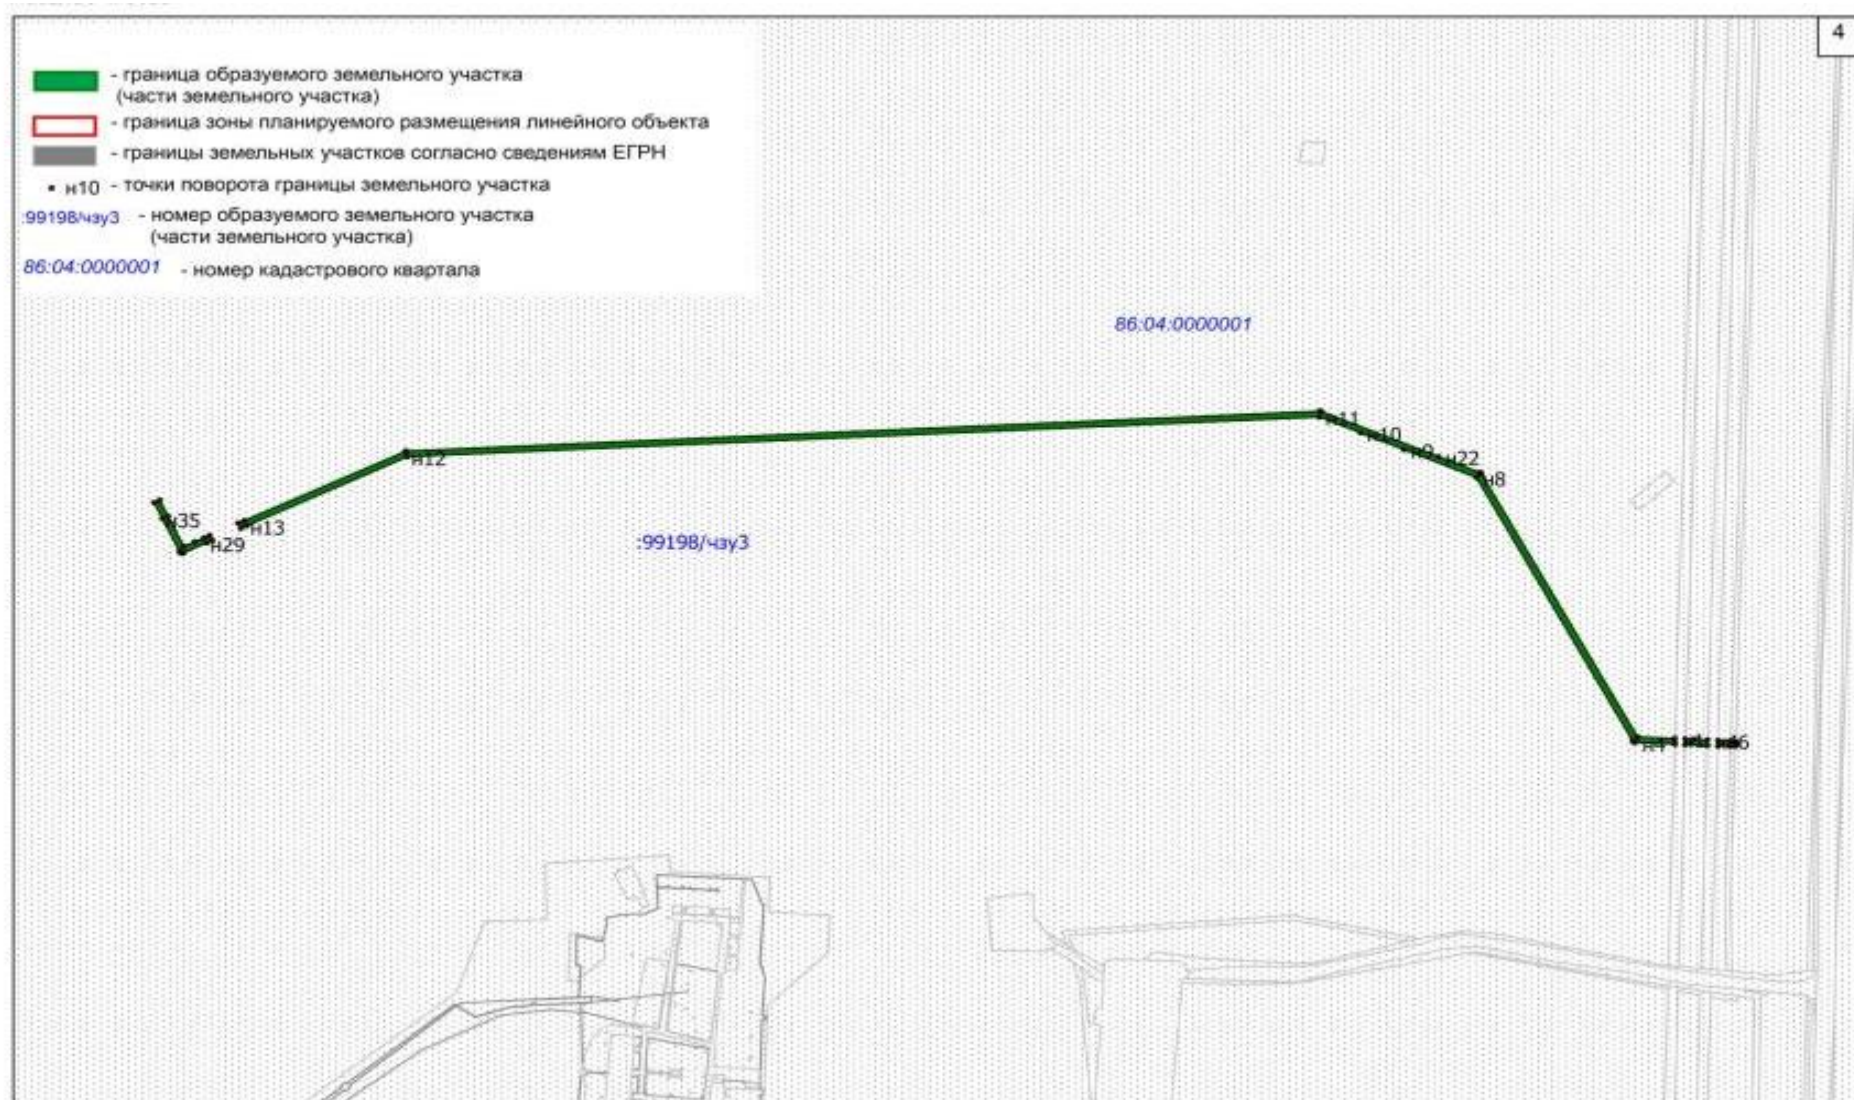 4
- граница образуемого земельного участка
(части земельного участка)
- граница зоны планируемого размещения линейного объекта
- границы земельных участков согласно сведениям ЕГРН
• н10 - точки поворота границы земельного участка
:99198/чзу3 - номер образуемого земельного участка
(части земельного участка)
86:04:0000001 - номер кадастрового квартала
86:04:0000001
н11
н10
н9
н22
н12
н8
н35
н13
н29
:99198/чзу3